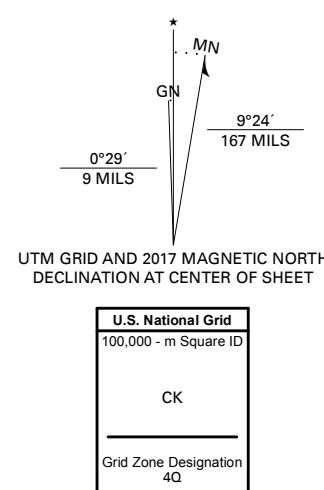 ★
MN
GN
9°24´
167 MILS
0°29´
9 MILS
UTM GRID AND 2017 MAGNETIC NORTH
DECLINATION AT CENTER OF SHEET
U.S. National Grid
100,000 - m Square ID
CK
Grid Zone Designation
4Q